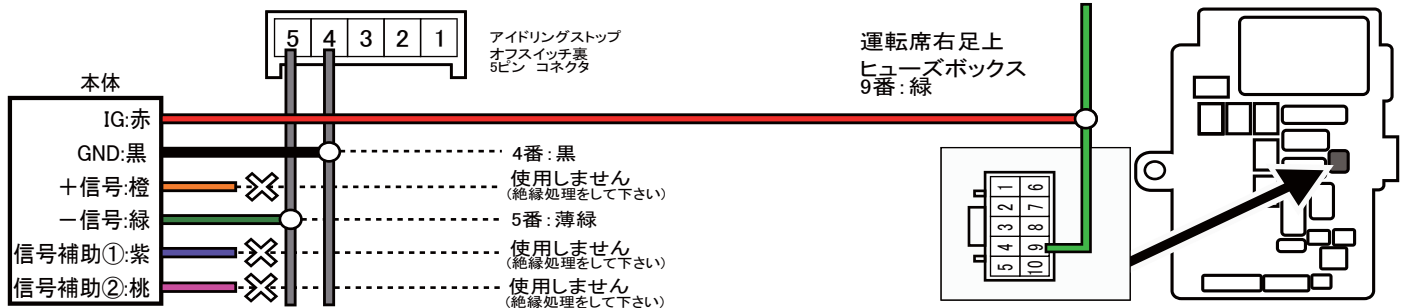 5 4 3 2 1
アイドリングストップ
オフスイッチ裏
5ピン コネクタ
運転席右足上
ヒューズボックス
9番:緑
本体
IG:赤
GND:黒
4番:黒
+信号:橙
使用しません
(絶縁処理をして下さい)
-信号:緑
5番:薄緑
信号補助①:紫
使用しません
(絶縁処理をして下さい)
信号補助②:桃
使用しません
(絶縁処理をして下さい)
1 2 3 4 5
6 7 8 9 10